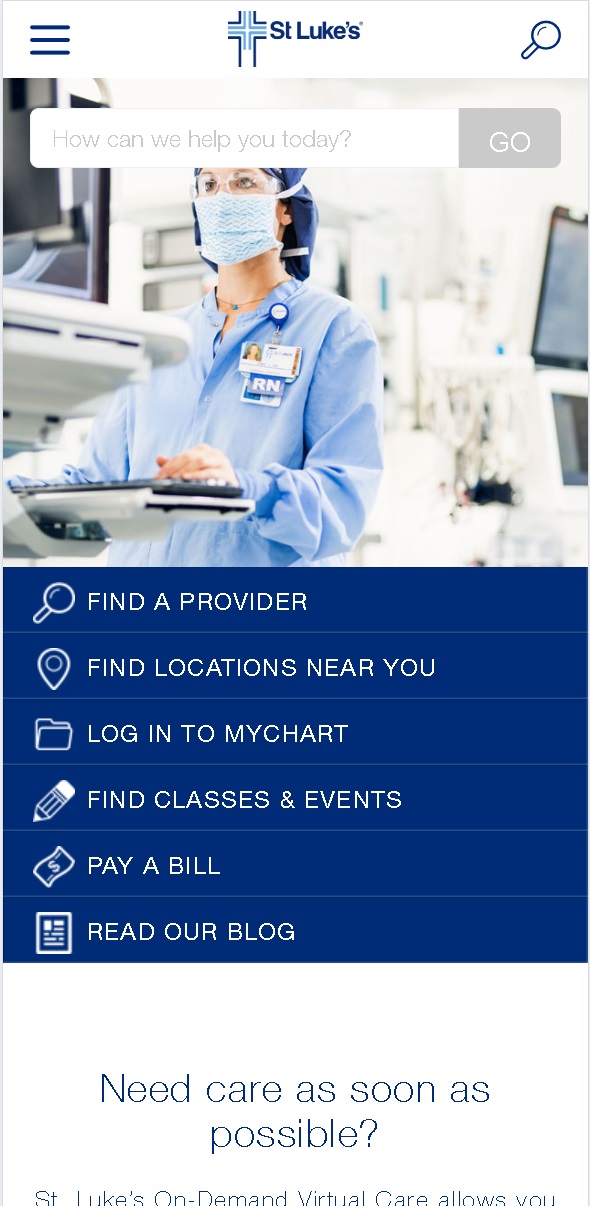 St Luke's®
How can we help you today?
GO
RN
FIND A PROVIDER
FIND LOCATIONS NEAR YOU
LOG IN TO MYCHART
FIND CLASSES & EVENTS
PAY A BILL
READ OUR BLOG
Need care as soon as
possible?
St. Luke's On-Demand Virtual Care allows you